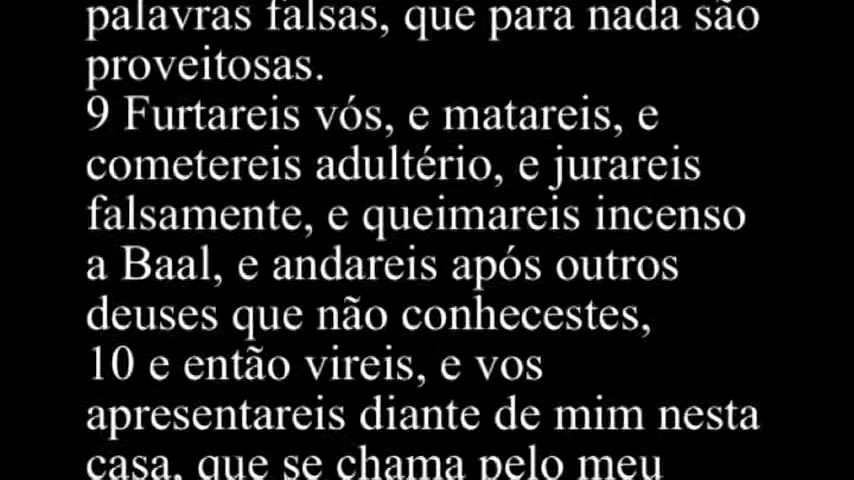 palavras falsas, que para nada são
proveitosas.
9 Furtareis vós, e matareis, e
cometereis adultério, e jurareis
falsamente, e queimareis incenso
a Baal, e andareis após outros
deuses que não conhecestes,
10 e então vireis, e vos
apresentareis diante de mim nesta
casa, que se chama pelo meu